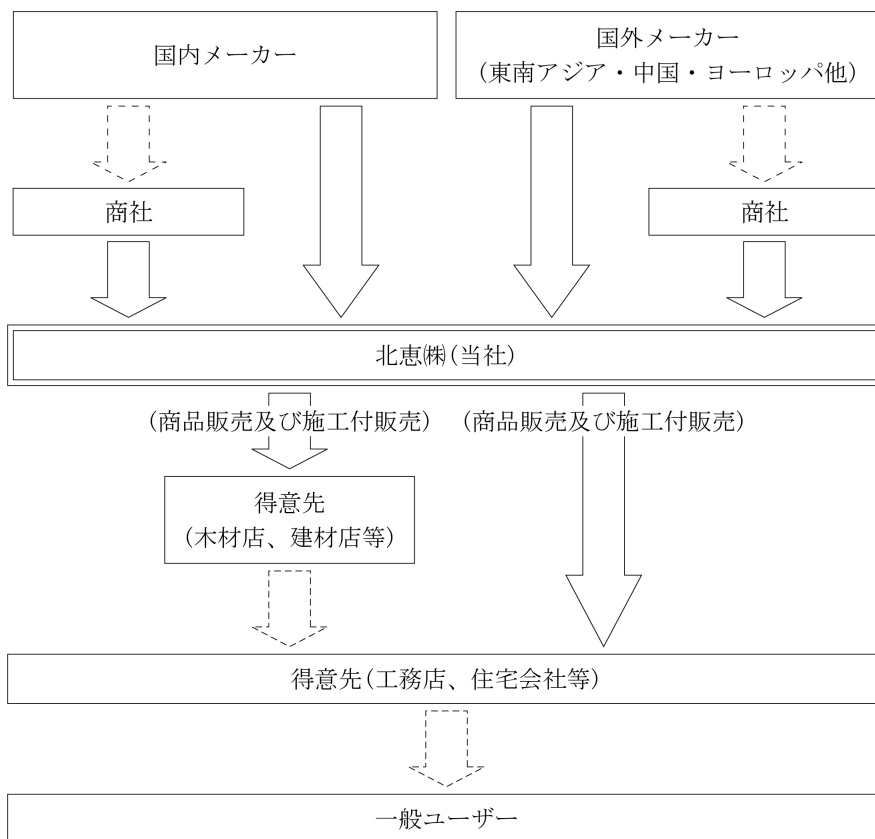 国内メーカー
国外メーカー
(東南アジア・中国・ヨーロッパ他)
商社
商社
北恵㈱(当社)
(商品販売及び施工付販売)
(商品販売及び施工付販売)
得意先
(木材店、建材店等)
得意先(工務店、住宅会社等)
一般ユーザー